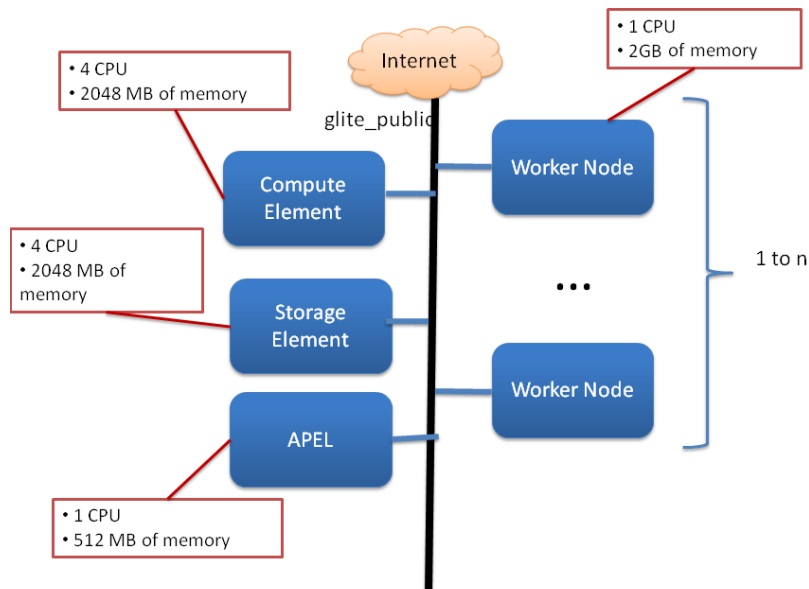 Internet
glite_public
• 4 CPU
• 2048 MB of memory
Compute
Element
• 4 CPU
• 2048 MB of
memory
Storage
Element
APEL
• 1 CPU
• 512 MB of memory
• 1 CPU
• 2GB of memory
Worker Node
...
Worker Node
1 to n